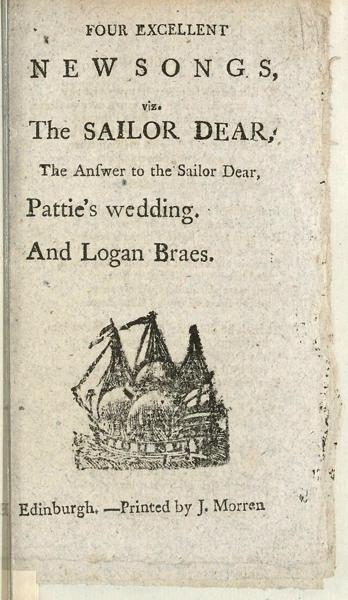 FOUR EXCELLENT
NEW SONGS,
viz.
The SAILOR DEAR,
The Anſwer to the Sailor Dear,
Pattie's wedding.
And Logan Braes.
Edinburgh. —Printed by J. Morren